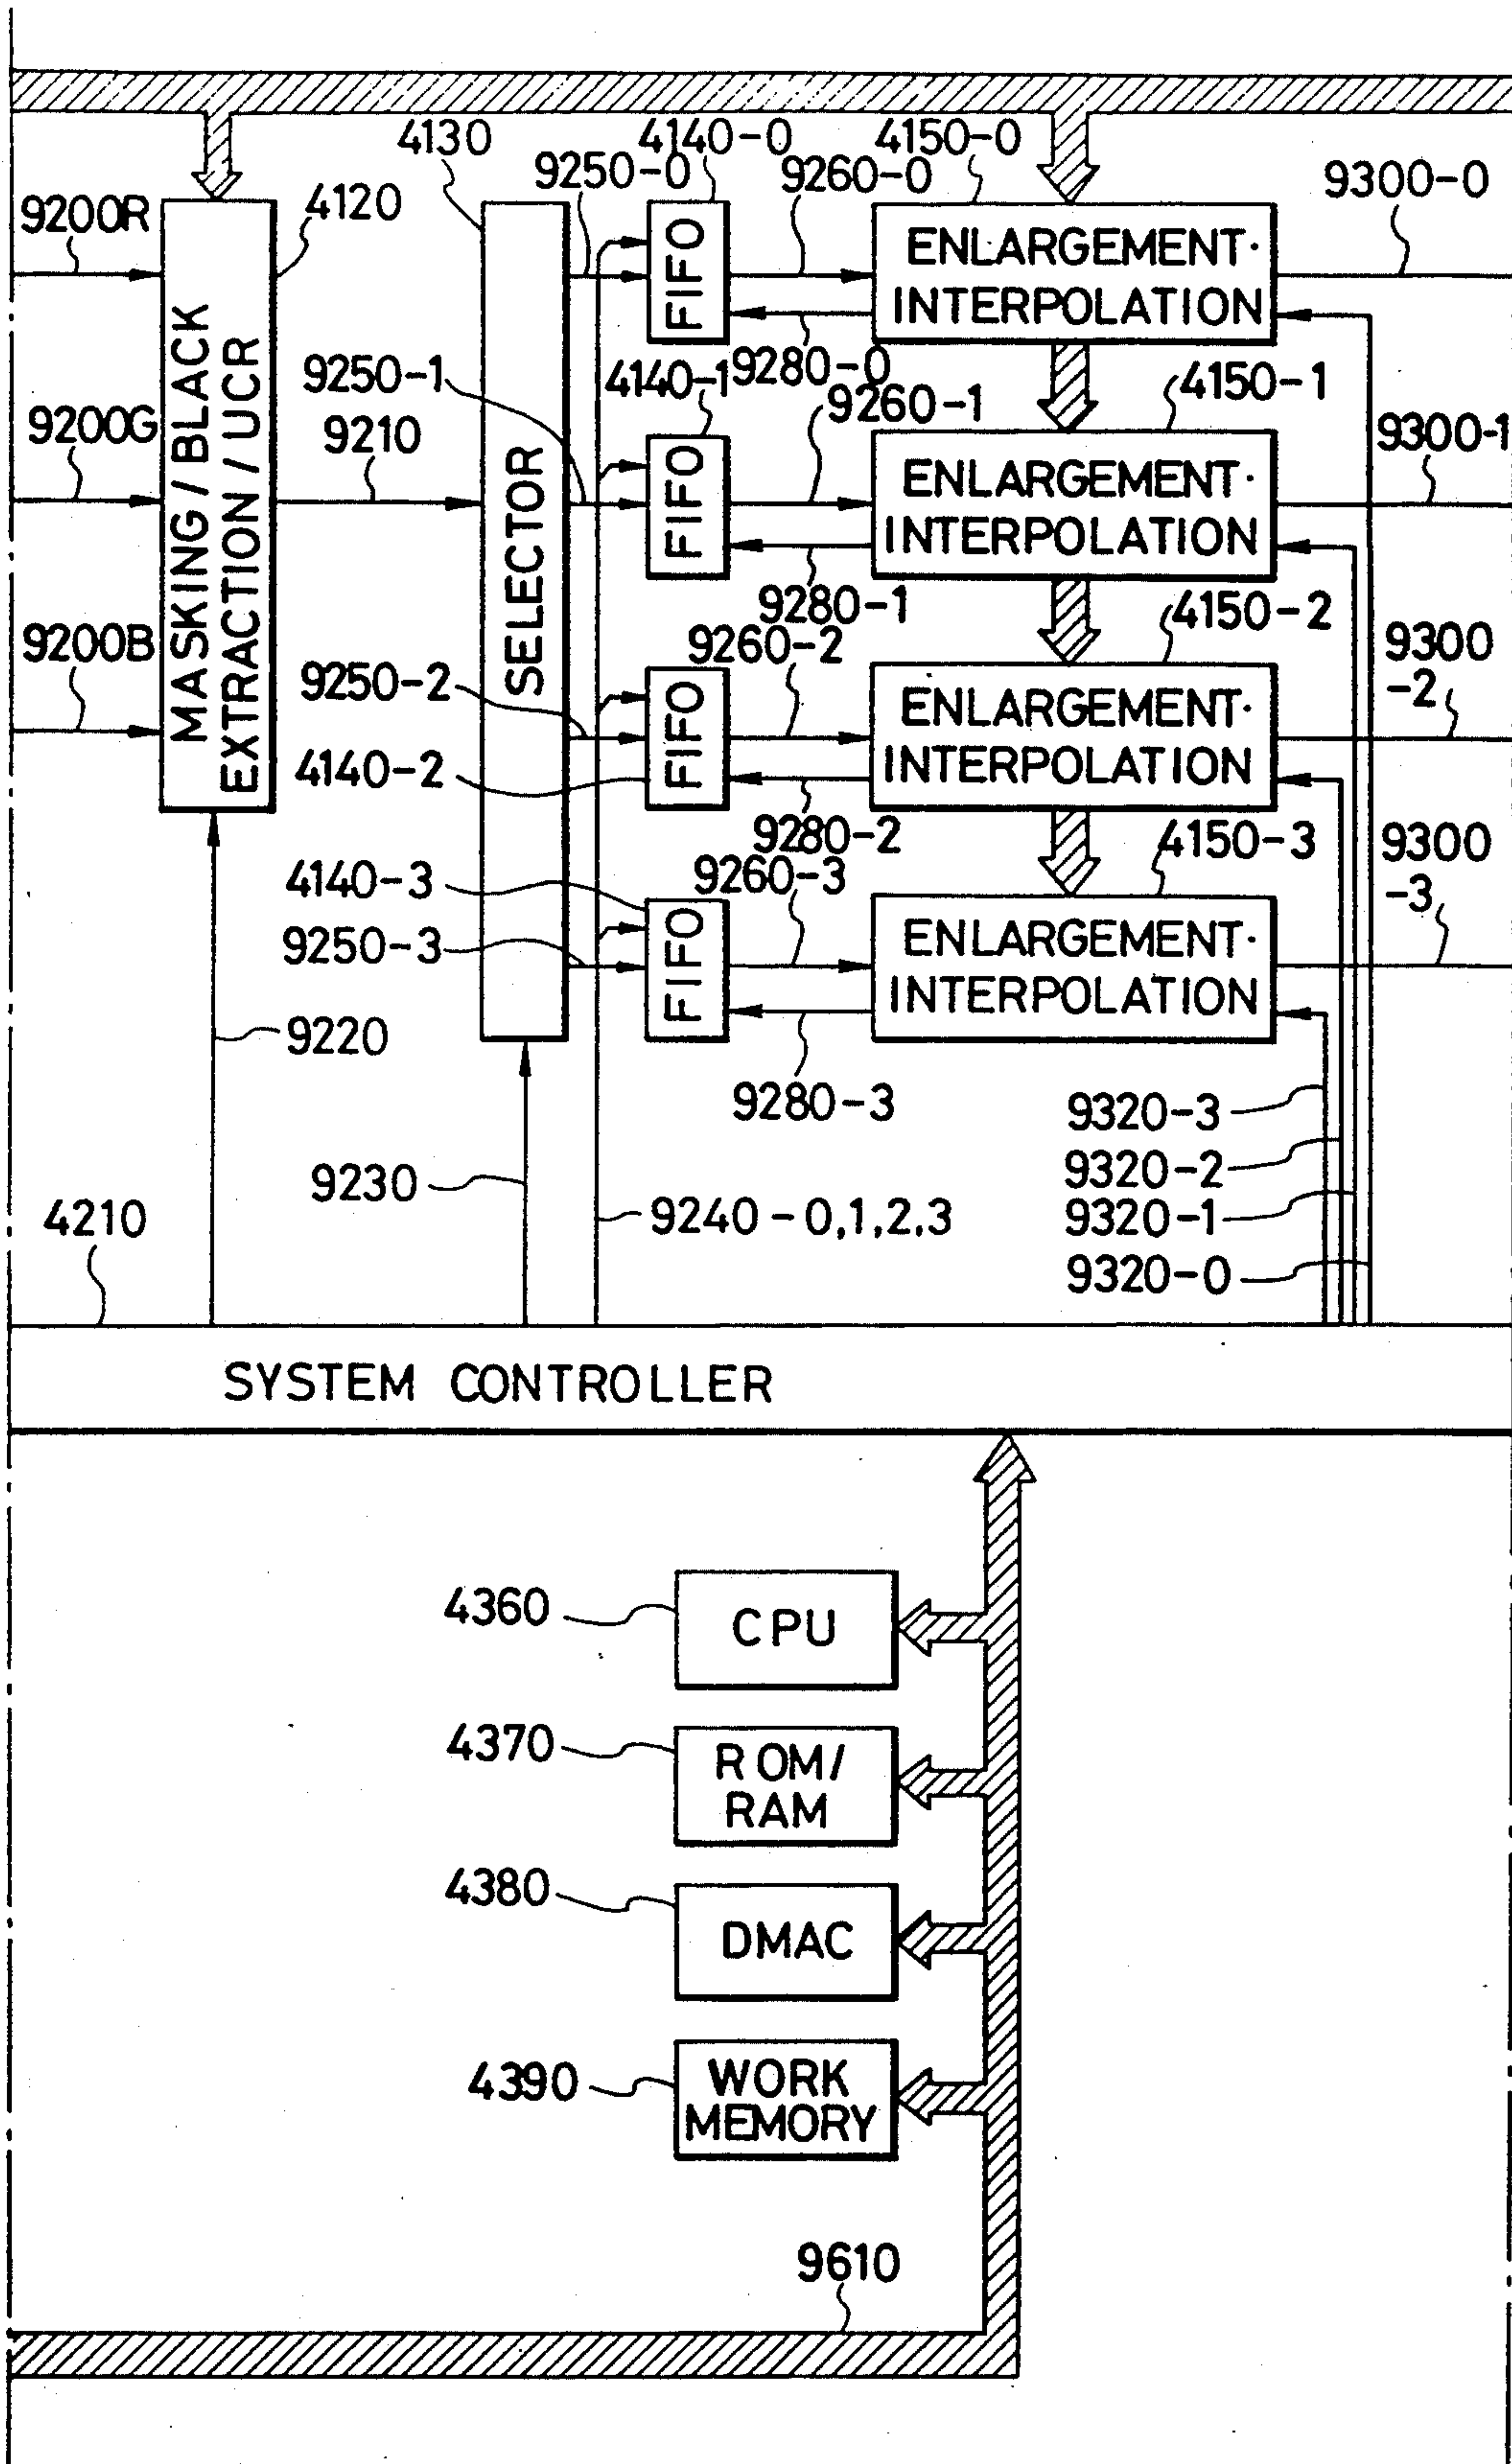 4130
4140-0
4150-0
9250-0
9260-0
9300-0
9200R
4120
FIFO
ENLARGEMENT·
INTERPOLATION
9280-0
9250-1
4140-1
9260-1
4150-1
9300-1
9200G
9210
MASKING/BLACK
EXTRACTION/UCR
SELECTOR
FIFO
ENLARGEMENT·
INTERPOLATION
9280-1
4150-2
9200B
9260-2
9300
-2
9250-2
FIFO
ENLARGEMENT·
INTERPOLATION
4140-2
9280-2
4150-3
9300
-3
4140-3
9260-3
9250-3
FIFO
ENLARGEMENT·
INTERPOLATION
9220
9280-3
9320-3
9230
9320-2
4210
9240-0,1,2,3
9320-1
9320-0
SYSTEM CONTROLLER
4360
CPU
4370
ROM/
RAM
4380
DMAC
4390
WORK
MEMORY
9610